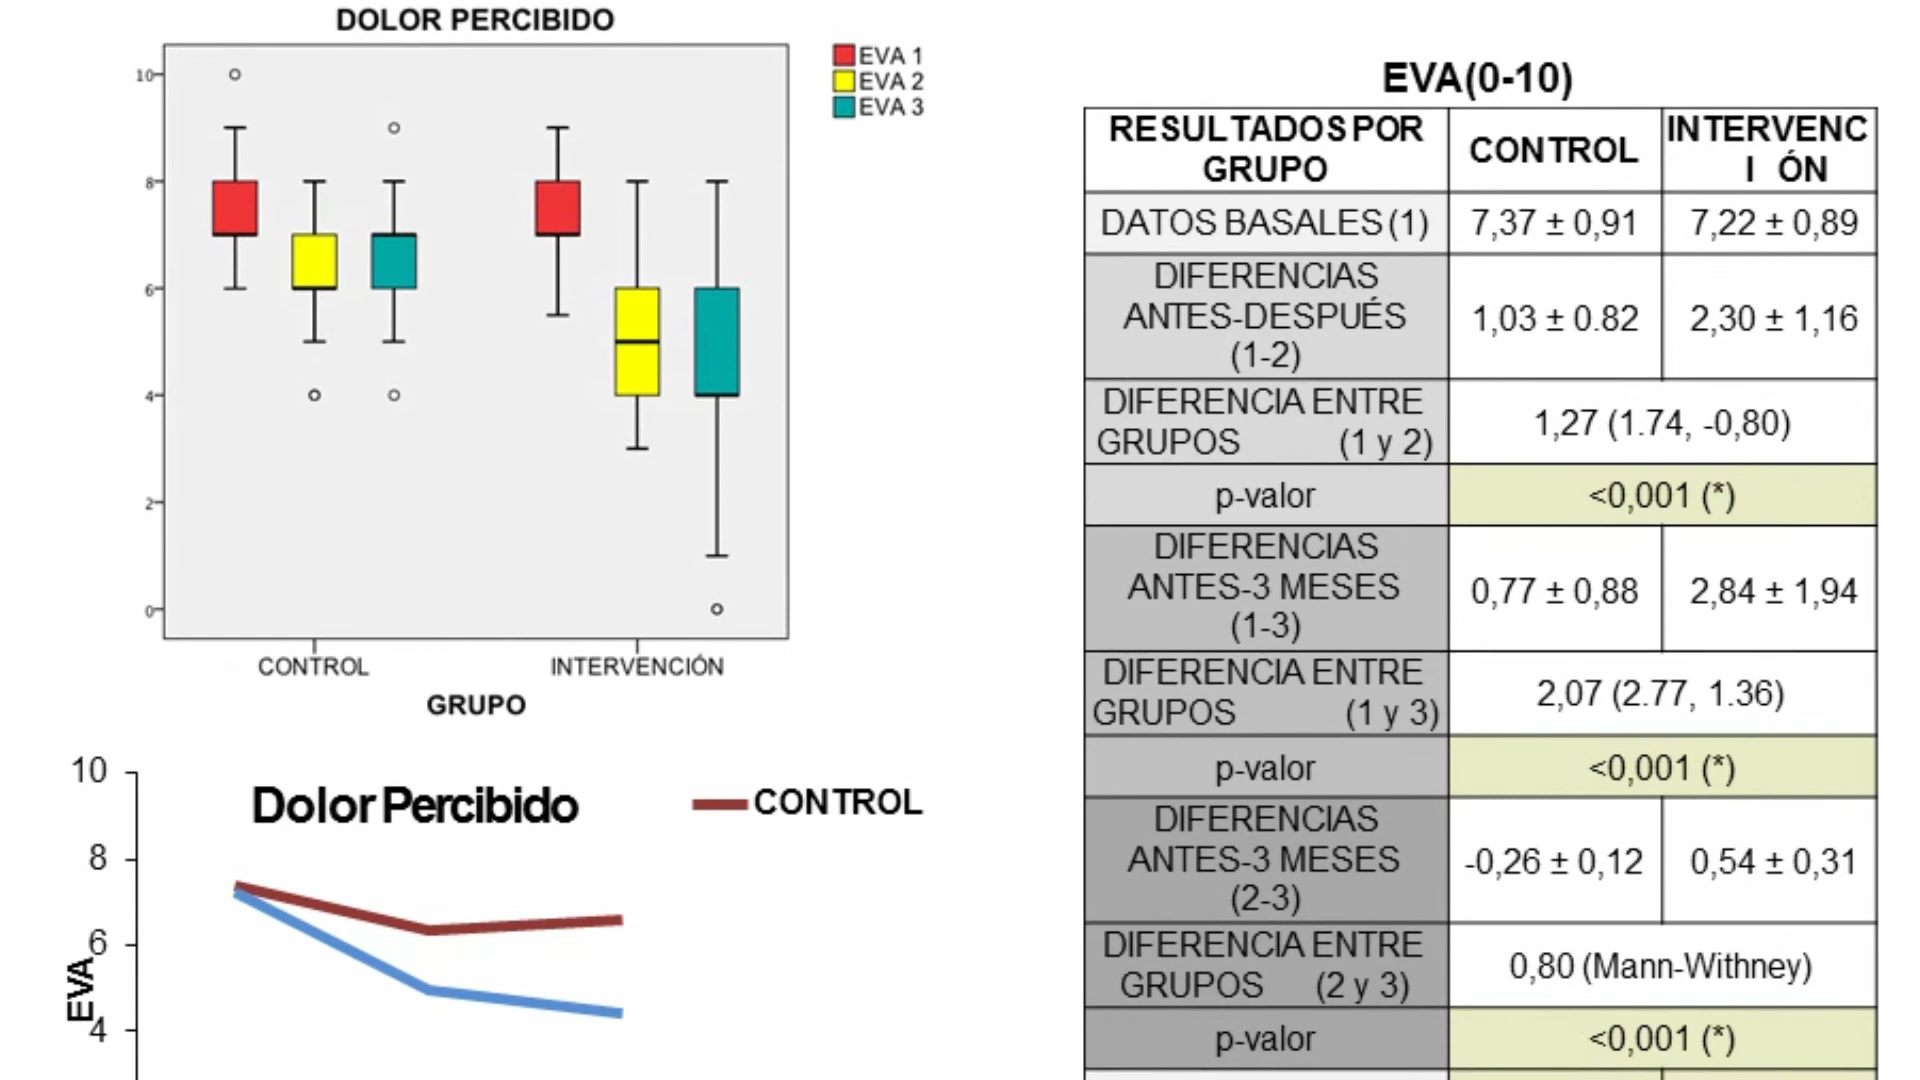 DOLOR PERCIBIDO
EVA 1
EVA 2
EVA 3
10
8
6
4
2
0
CONTROL
INTERVENCIÓN
GRUPO
10
8
6
4
EVA
Dolor Percibido
CONTROL
EVA(0-10)
RESULTADOS POR
GRUPO
CONTROL
INTERVENC
I ÓN
DATOS BASALES (1)
7,37 ± 0,91
7,22 ± 0,89
DIFERENCIAS
ANTES-DESPUÉS
(1-2)
1,03 ± 0.82
2,30 ± 1,16
DIFERENCIA ENTRE
GRUPOS (1 y 2)
1,27 (1.74, -0,80)
p-valor
<0,001 (*)
DIFERENCIAS
ANTES-3 MESES
(1-3)
0,77 ± 0,88
2,84 ± 1,94
DIFERENCIA ENTRE
GRUPOS (1 y 3)
2,07 (2.77, 1.36)
p-valor
<0,001 (*)
DIFERENCIAS
ANTES-3 MESES
(2-3)
-0,26 ± 0,12
0,54 ± 0,31
DIFERENCIA ENTRE
GRUPOS (2 y 3)
0,80 (Mann-Withney)
p-valor
<0,001 (*)